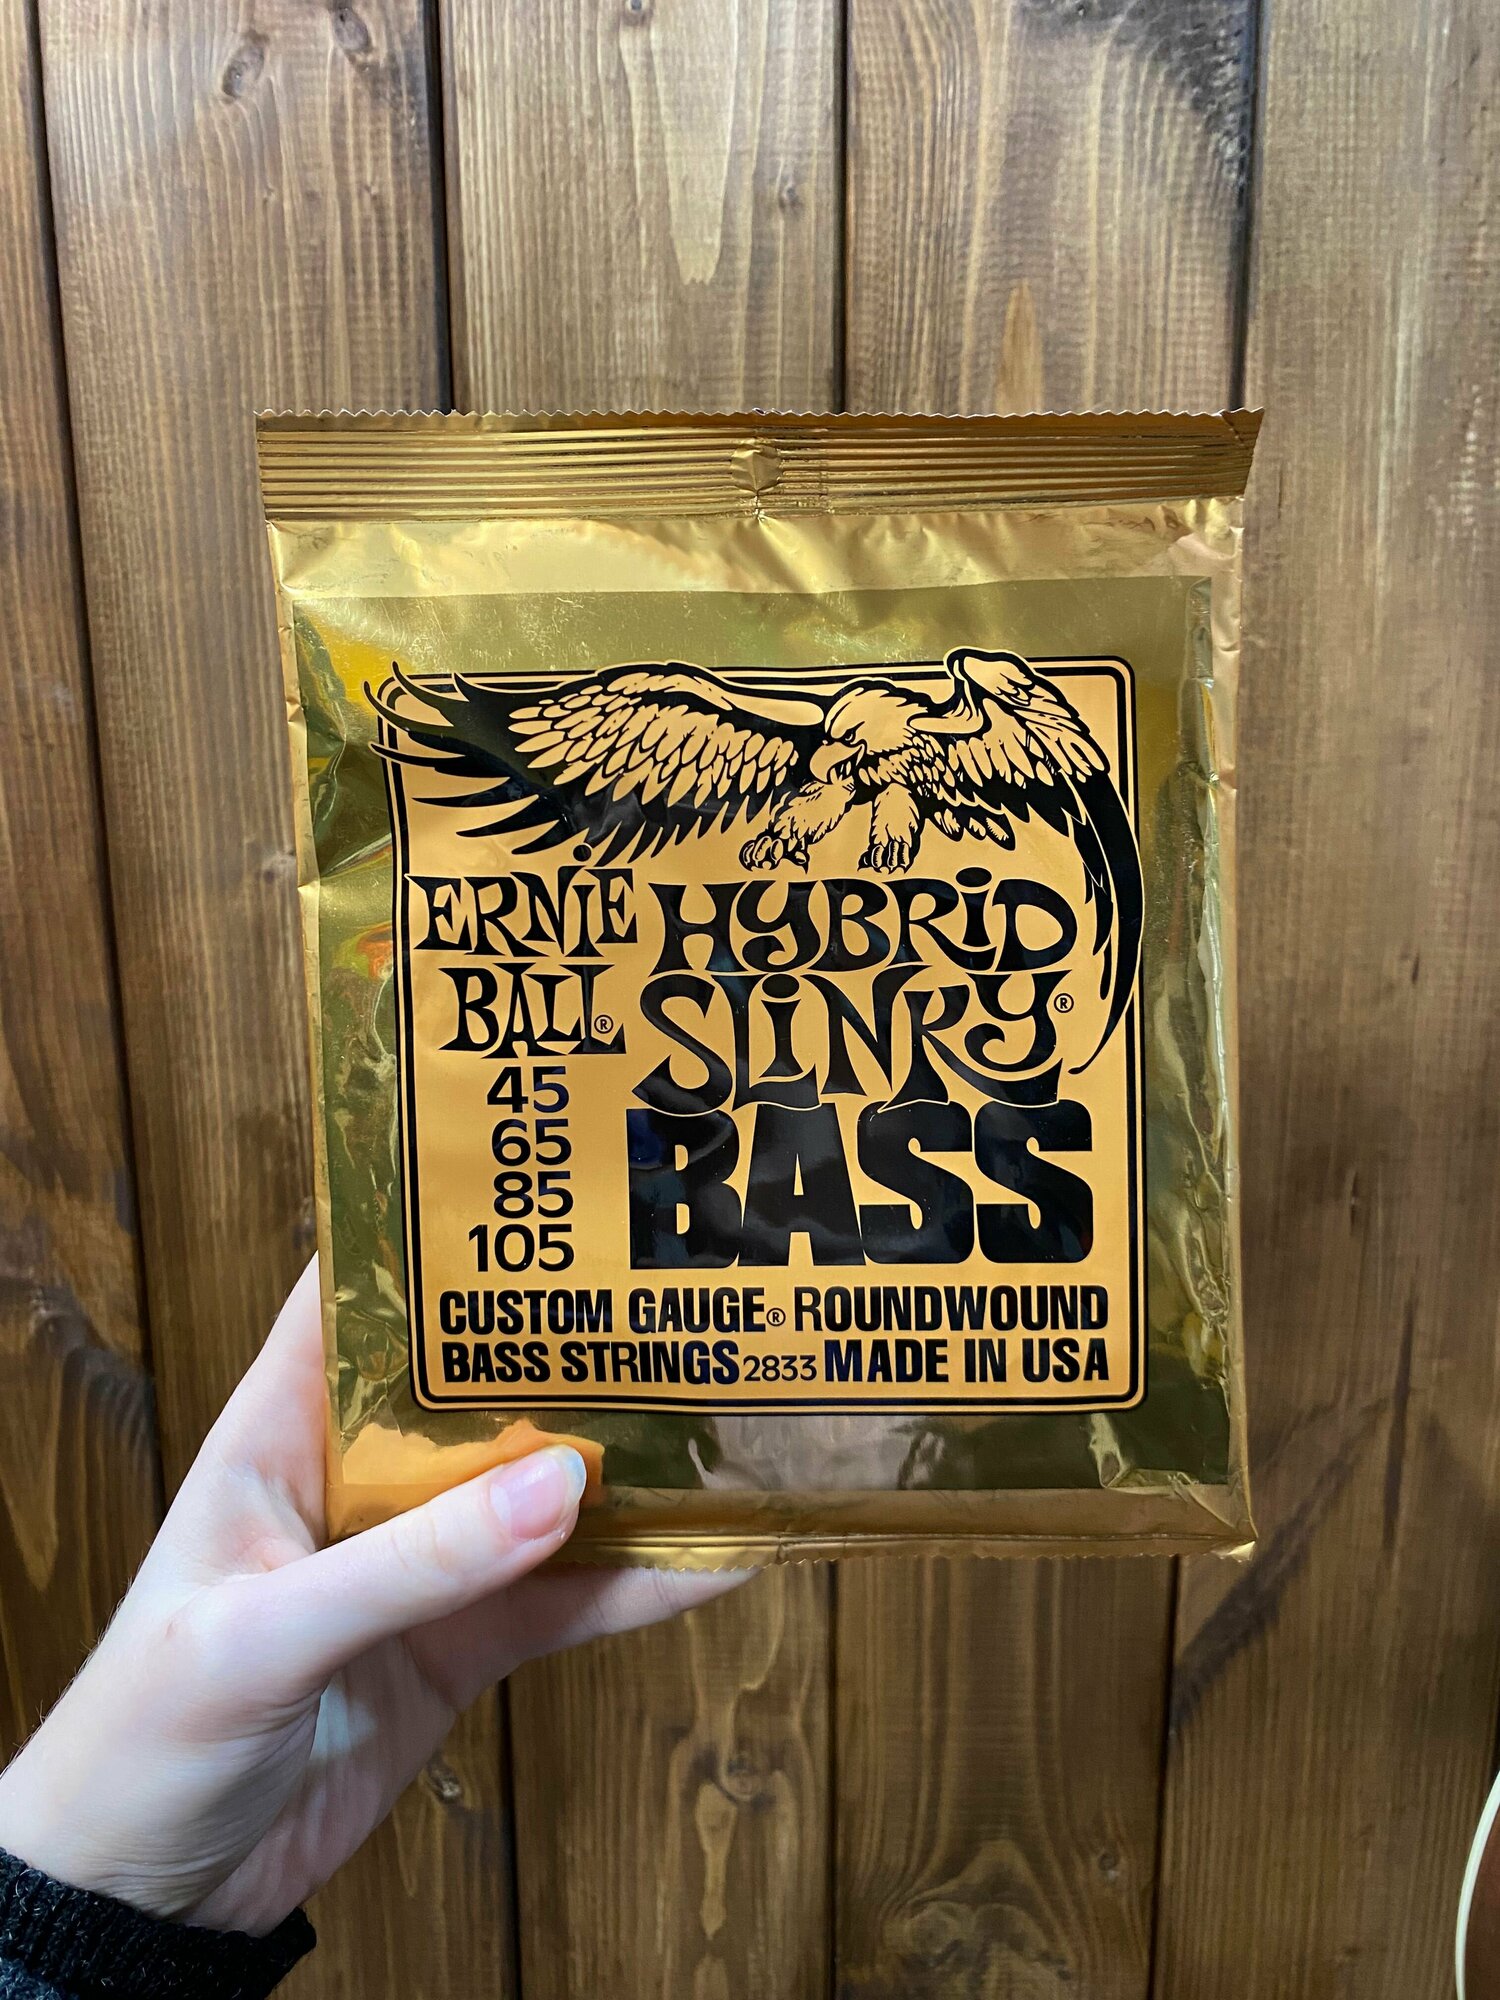 ERNIE
BALL®
45
65
85
105
HYBRID
SLINKY®
BASS
CUSTOM GAUGE® ROUNDWOUND
BASS STRINGS 2833 MADE IN USA